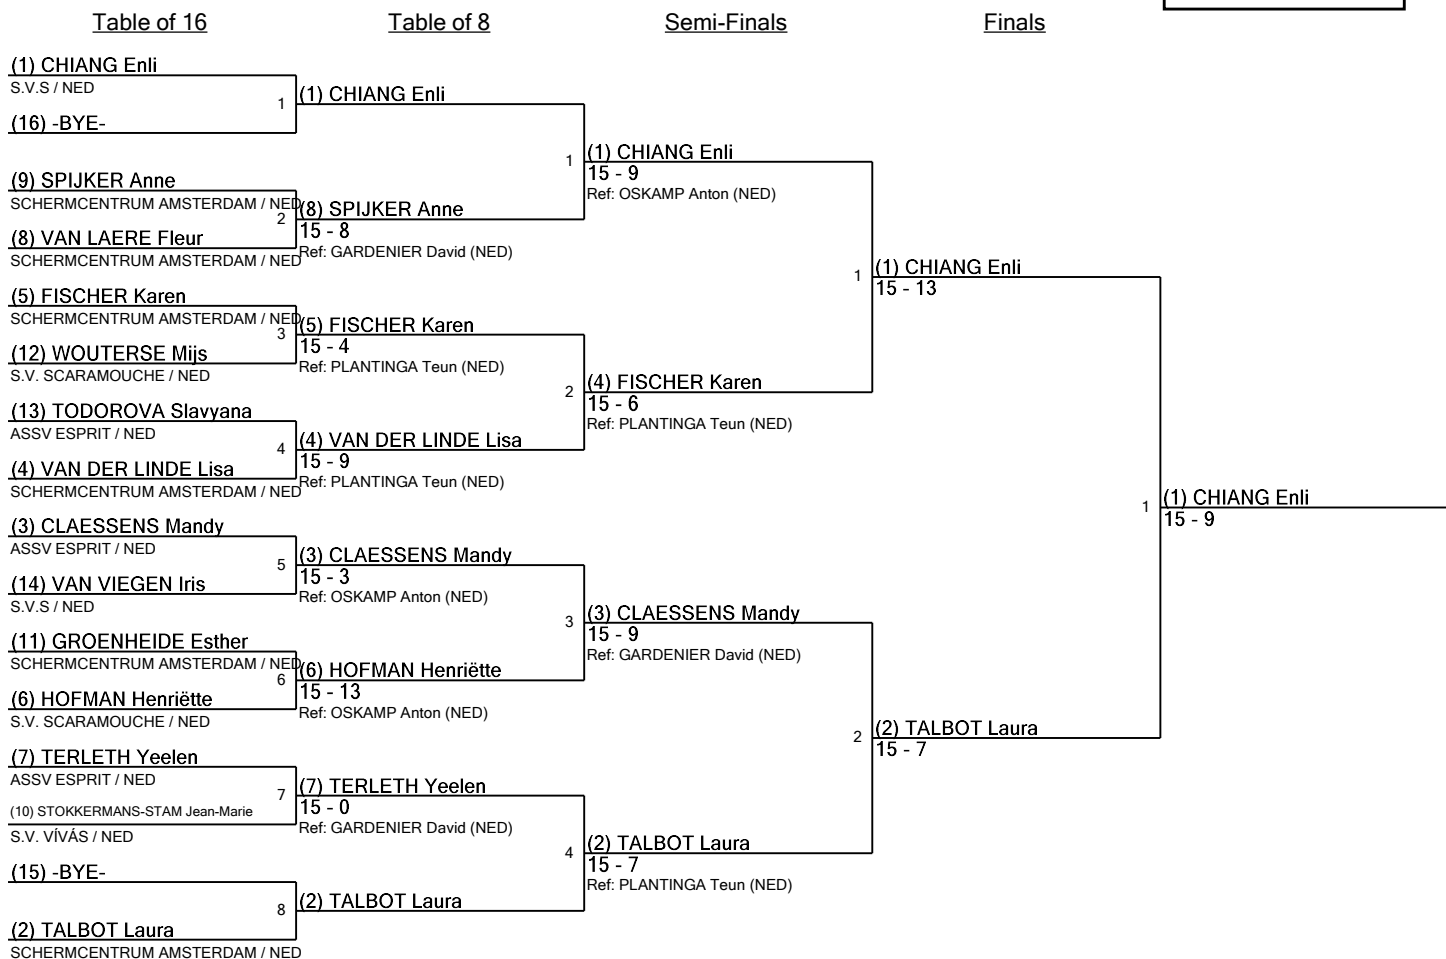 Table of 16
Table of 8
Semi-Finals
Finals
(1) CHIANG Enli
S.V.S / NED
1
(16) -BYE-
(9) SPIJKER Anne
SCHERMCENTRUM AMSTERDAM / NED
2
(8) VAN LAERE Fleur
SCHERMCENTRUM AMSTERDAM / NED
(5) FISCHER Karen
SCHERMCENTRUM AMSTERDAM / NED
3
(12) WOUTERSE Mijs
S.V. SCARAMOUCHE / NED
(13) TODOROVA Slavyana
ASSV ESPRIT / NED
4
(4) VAN DER LINDE Lisa
SCHERMCENTRUM AMSTERDAM / NED
(3) CLAESSENS Mandy
ASSV ESPRIT / NED
5
(14) VAN VIEGEN Iris
S.V.S / NED
(11) GROENHEIDE Esther
SCHERMCENTRUM AMSTERDAM / NED
6
(6) HOFMAN Henriëtte
S.V. SCARAMOUCHE / NED
(7) TERLETH Yeelen
ASSV ESPRIT / NED
7
(10) STOKKERMANS-STAM Jean-Marie
S.V. VÍVÁS / NED
(15) -BYE-
8
(2) TALBOT Laura
SCHERMCENTRUM AMSTERDAM / NED
(1) CHIANG Enli
1
(8) SPIJKER Anne
15 - 8
Ref: GARDENIER David (NED)
(5) FISCHER Karen
15 - 4
Ref: PLANTINGA Teun (NED)
2
(4) VAN DER LINDE Lisa
15 - 9
Ref: PLANTINGA Teun (NED)
(3) CLAESSENS Mandy
15 - 3
Ref: OSKAMP Anton (NED)
3
(6) HOFMAN Henriëtte
15 - 13
Ref: OSKAMP Anton (NED)
(7) TERLETH Yeelen
15 - 0
Ref: GARDENIER David (NED)
4
(2) TALBOT Laura
(1) CHIANG Enli
15 - 9
Ref: OSKAMP Anton (NED)
1
(4) FISCHER Karen
15 - 6
Ref: PLANTINGA Teun (NED)
(3) CLAESSENS Mandy
15 - 9
Ref: GARDENIER David (NED)
2
(2) TALBOT Laura
15 - 7
Ref: PLANTINGA Teun (NED)
(1) CHIANG Enli
15 - 13
1
(2) TALBOT Laura
15 - 7
(1) CHIANG Enli
15 - 9